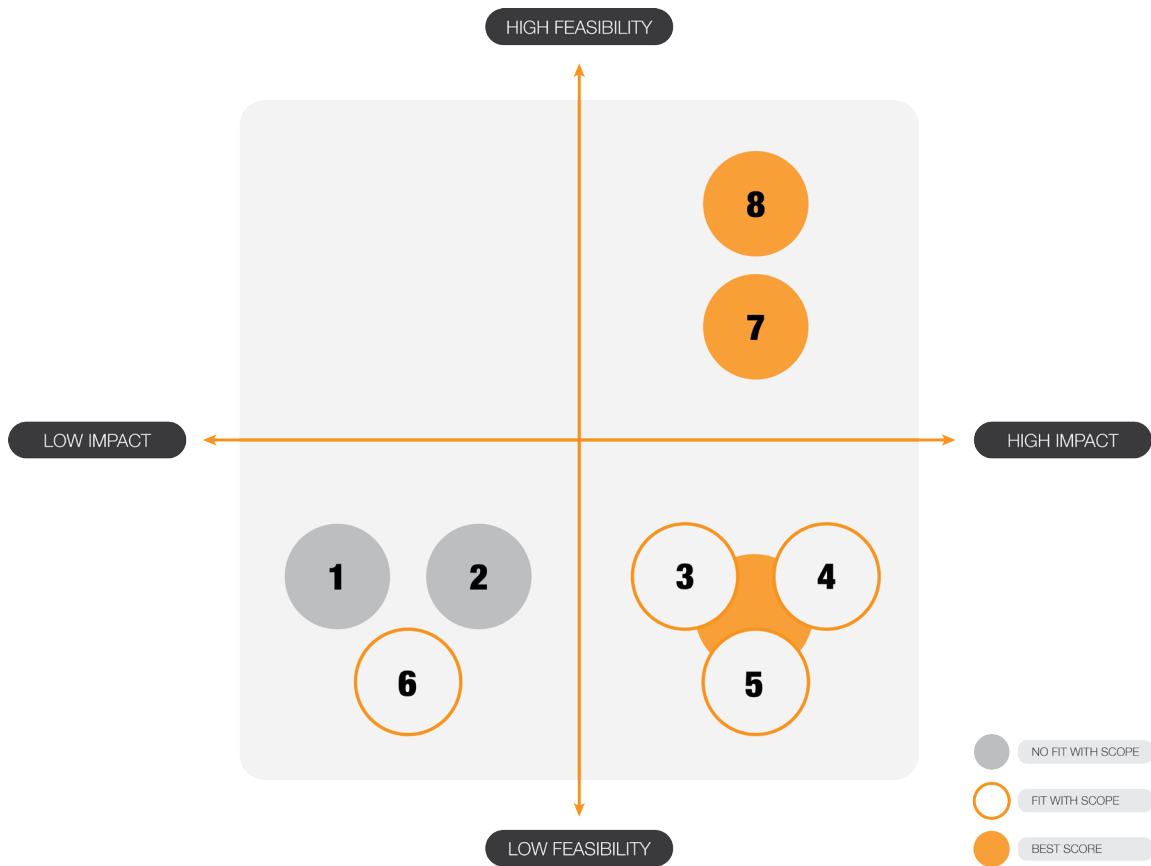 HIGH FEASIBILITY
8
7
LOW IMPACT
HIGH IMPACT
1
2
3
4
6
5
NO FIT WITH SCOPE
FIT WITH SCOPE
LOW FEASIBILITY
BEST SCORE